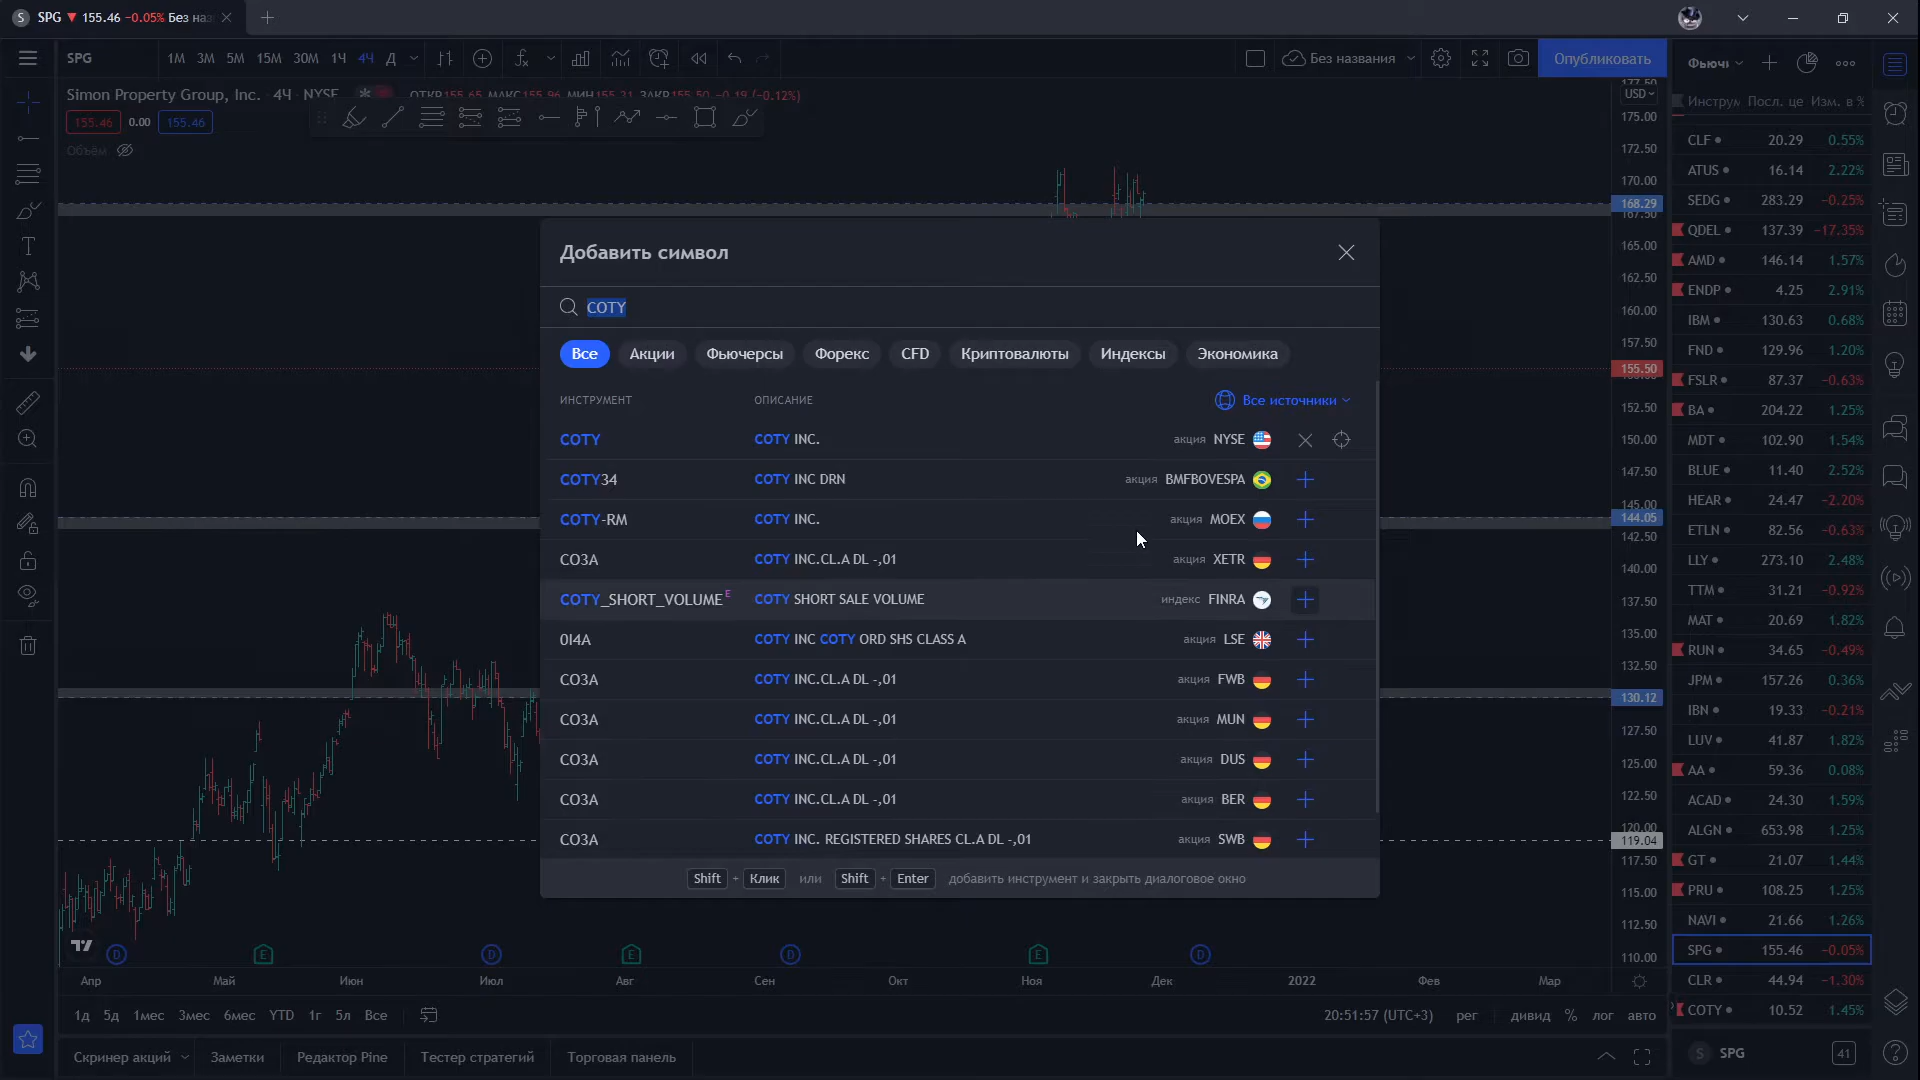 SPG ▼ 155.46 −0.05% Без наз
SPG
1М 3М 5М 15М 30М 1Ч 4Ч Д
Без названия
Опубликовать
Simon Property Group, Inc. 4Ч NYSE
ОТКР155.65 МАКС155.96 МИН155.31 ЗАКР155.50 −0.19 (−0.12%)
155.46 0.00 155.46
Объём
Добавить символ
COTY
Все Акции Фьючерсы Форекс CFD Криптовалюты Индексы Экономика
ИНСТРУМЕНТ ОПИСАНИЕ Все источники
COTY COTY INC. акция NYSE
COTY34 COTY INC DRN акция BMFBOVESPA
COTY-RM COTY INC. акция MOEX
CO3A COTY INC.CL.A DL -,01 акция XETR
COTY_SHORT_VOLUME E COTY SHORT SALE VOLUME индекс FINRA
0I4A COTY INC COTY ORD SHS CLASS A акция LSE
CO3A COTY INC.CL.A DL -,01 акция FWB
CO3A COTY INC.CL.A DL -,01 акция MUN
CO3A COTY INC.CL.A DL -,01 акция DUS
CO3A COTY INC.CL.A DL -,01 акция BER
CO3A COTY INC. REGISTERED SHARES CL.A DL -,01 акция SWB
Shift + Клик или Shift + Enter добавить инструмент и закрыть диалоговое окно
USD
175.00
172.50
170.00
168.29
167.50
165.00
162.50
160.00
157.50
155.50
152.50
150.00
147.50
145.00
144.05
142.50
140.00
137.50
135.00
132.50
130.12
127.50
125.00
122.50
120.00
119.04
117.50
115.00
112.50
110.00
D E D E D E D
Апр Май Июн Июл Авг Сен Окт Ноя Дек 2022 Фев Мар
1д 5д 1мес 3мес 6мес YTD 1г 5л Все
20:51:57 (UTC+3) рег дивид % лог авто
Скринер акций Заметки Редактор Pine Тестер стратегий Торговая панель
Фьюч
Инструм Посл. це Изм. в %
CLF 20.29 0.55%
ATUS 16.14 2.22%
SEDG 283.29 −0.25%
QDEL 137.39 −17.35%
AMD 146.14 1.57%
ENDP 4.25 2.91%
IBM 130.63 0.68%
FND 129.96 1.20%
FSLR 87.37 −0.63%
BA 204.22 1.25%
MDT 102.90 1.54%
BLUE 11.40 2.52%
HEAR 24.47 −2.20%
ETLN 82.56 −0.63%
LLY 273.10 2.48%
TTM 31.21 −0.92%
MAT 20.69 1.82%
RUN 34.65 −0.49%
JPM 157.26 0.36%
IBN 19.33 −0.21%
LUV 41.87 1.82%
AA 59.36 0.08%
ACAD 24.30 1.59%
ALGN 653.98 1.25%
GT 21.07 1.44%
PRU 108.25 1.25%
NAVI 21.66 1.26%
SPG 155.46 −0.05%
CLR 44.94 −1.30%
COTY 10.52 1.45%
S SPG 41